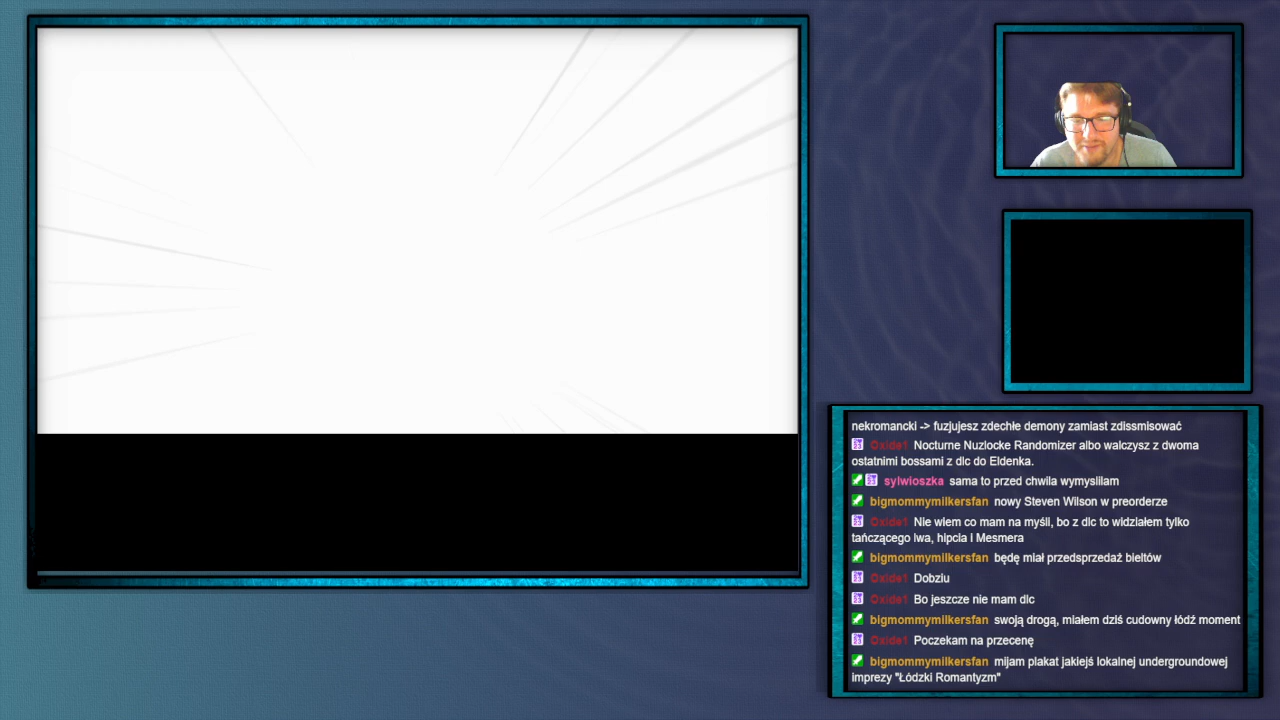 nekromancki -> fuzjujesz zdechłe demony zamiast zdissmisować
Oxide1 Nocturne Nuzlocke Randomizer albo walczysz z dwoma
ostatnimi bossami z dlc do Eldenka.
sylwioszka sama to przed chwila wymyslilam
bigmommymilkersfan nowy Steven Wilson w preorderze
Oxide1 Nie wiem co mam na myśli, bo z dlc to widziałem tylko
tańczącego lwa, hipcia i Mesmera
bigmommymilkersfan będę miał przedsprzedaż bieltów
Oxide1 Dobziu
Oxide1 Bo jeszcze nie mam dlc
bigmommymilkersfan swoją drogą, miałem dziś cudowny łódź moment
Oxide1 Poczekam na przecenę
bigmommymilkersfan mijam plakat jakiejś lokalnej undergroundowej
imprezy "Łódzki Romantyzm"